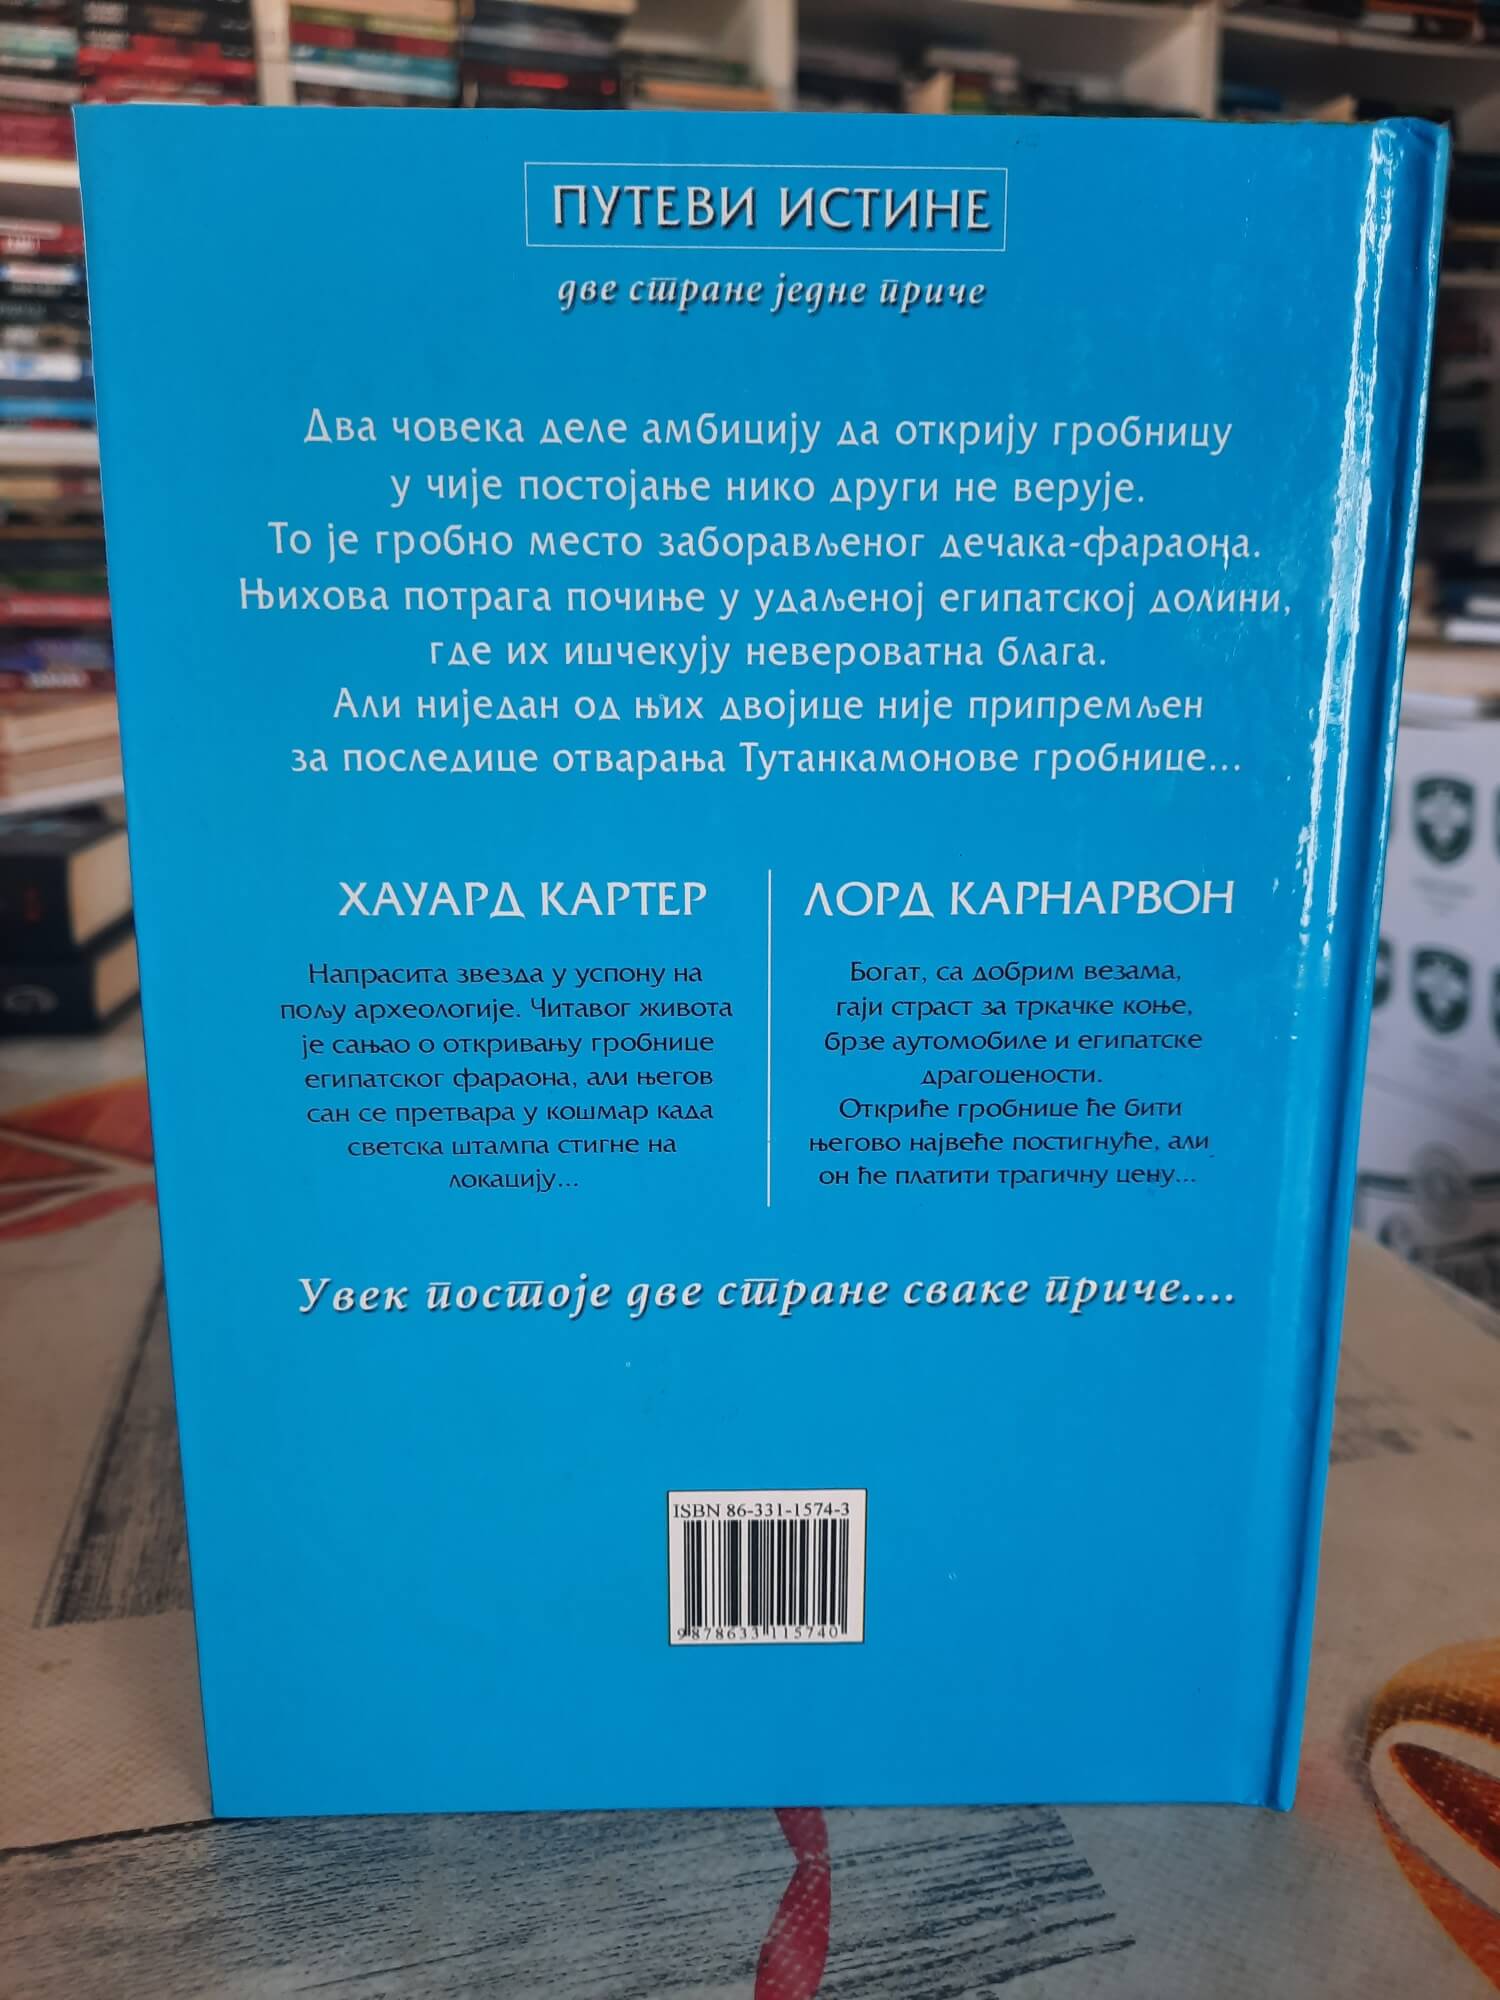 ПУТЕВИ ИСТИНЕ
две стране једне приче
Два човека деле амбицију да открију гробницу
у чије постојање нико други не верује.
То је гробно место заборављеног дечака-фараона.
Њихова потрага почиње у удаљеној египатској долини,
где их ишчекују невероватна блага.
Али ниједан од њих двојице није припремљен
за последице отварања Тутанкамонове гробнице...
ХАУАРД КАРТЕР
Напрасита звезда у успону на
пољу археологије. Читавог живота
је сањао о откривању гробнице
египатског фараона, али његов
сан се претвара у кошмар када
светска штампа стигне на
локацију...
ЛОРД КАРНАРВОН
Богат, са добрим везама,
гаји страст за тркачке коње,
брзе аутомобиле и египатске
драгоцености.
Откриће гробнице ће бити
његово највеће постигнуће, али
он ће платити трагичну цену...
Увек постоје две стране сваке приче....
ISBN 86-331-1574-3
9 878633 115740